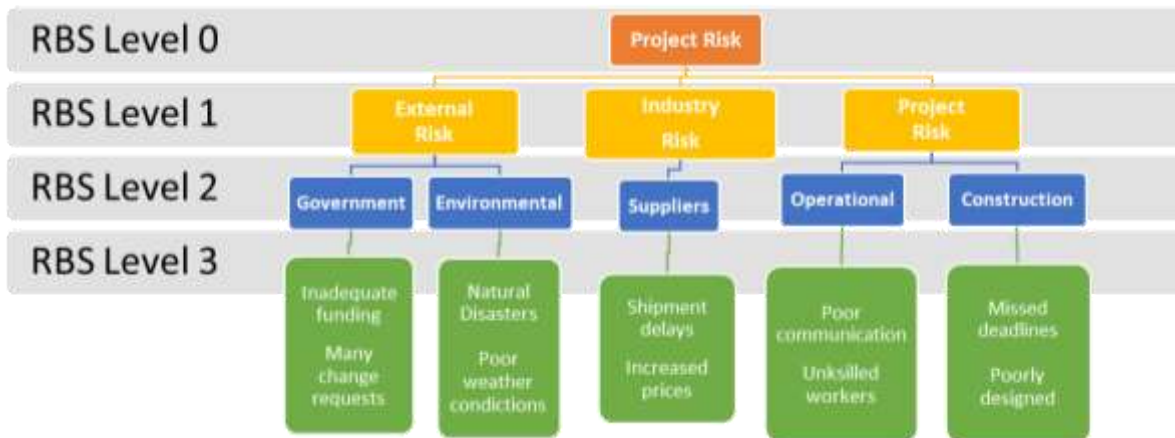 RBS Level 0
Project Risk
RBS Level 1
External
Risk
Industry
Risk
Project
Risk
RBS Level 2
Government
Environmental
Suppliers
Operational
Construction
RBS Level 3
Inadequate
funding
Many
change
requests
Natural
Disasters
Poor
weather
condictions
Shipment
delays
Increased
prices
Poor
communication
Unksilled
workers
Missed
deadlines
Poorly
designed